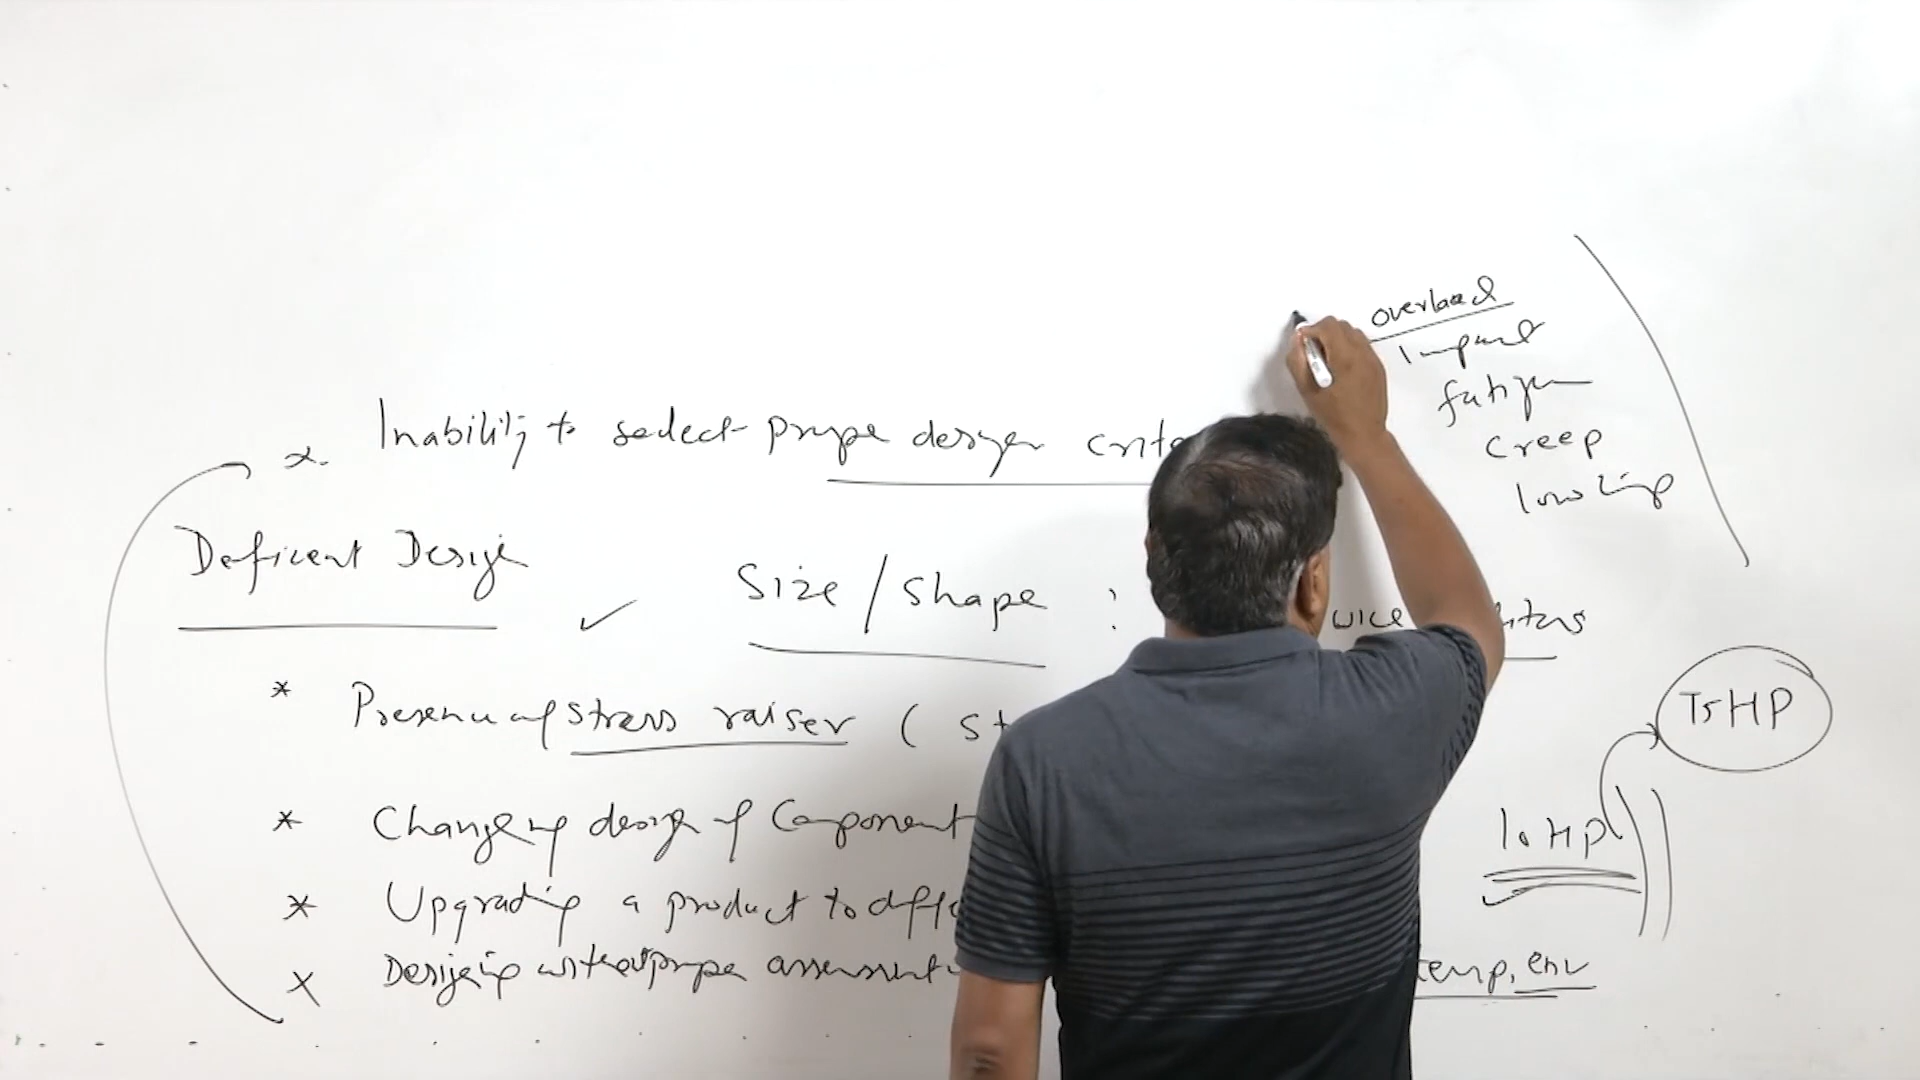 overload
Impact
fatigue
creep
low temp
Inability to select proper design crite
Deficient Design
Size / Shape :
Presence of stress raiser ( St
TSHP
Changing design of Component
10 HP
Upgrading a product to diffe
Designing without proper assessment
temp, env